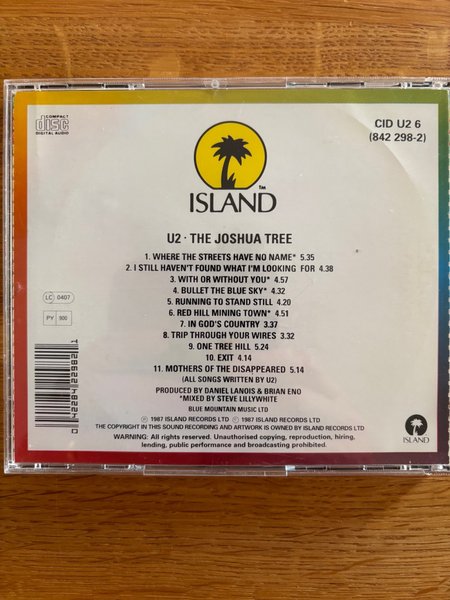 COMPACT
disc
DIGITAL AUDIO
CID U2 6
(842 298-2)
TM
ISLAND
U2 · THE JOSHUA TREE
1. WHERE THE STREETS HAVE NO NAME* 5.35
2. I STILL HAVEN'T FOUND WHAT I'M LOOKING FOR 4.38
3. WITH OR WITHOUT YOU* 4.57
4. BULLET THE BLUE SKY* 4.32
5. RUNNING TO STAND STILL 4.20
6. RED HILL MINING TOWN* 4.51
7. IN GOD'S COUNTRY 3.37
8. TRIP THROUGH YOUR WIRES 3.32
9. ONE TREE HILL 5.24
10. EXIT 4.14
11. MOTHERS OF THE DISAPPEARED 5.14
(ALL SONGS WRITTEN BY U2)
LC 0407
PY 900
0 42284 22982 1
PRODUCED BY DANIEL LANOIS & BRIAN ENO
*MIXED BY STEVE LILLYWHITE
BLUE MOUNTAIN MUSIC LTD
℗ 1987 ISLAND RECORDS LTD © 1987 ISLAND RECORDS LTD
THE COPYRIGHT IN THIS SOUND RECORDING AND ARTWORK IS OWNED BY ISLAND RECORDS LTD
WARNING: All rights reserved. Unauthorised copying, reproduction, hiring,
lending, public performance and broadcasting prohibited.
ISLAND